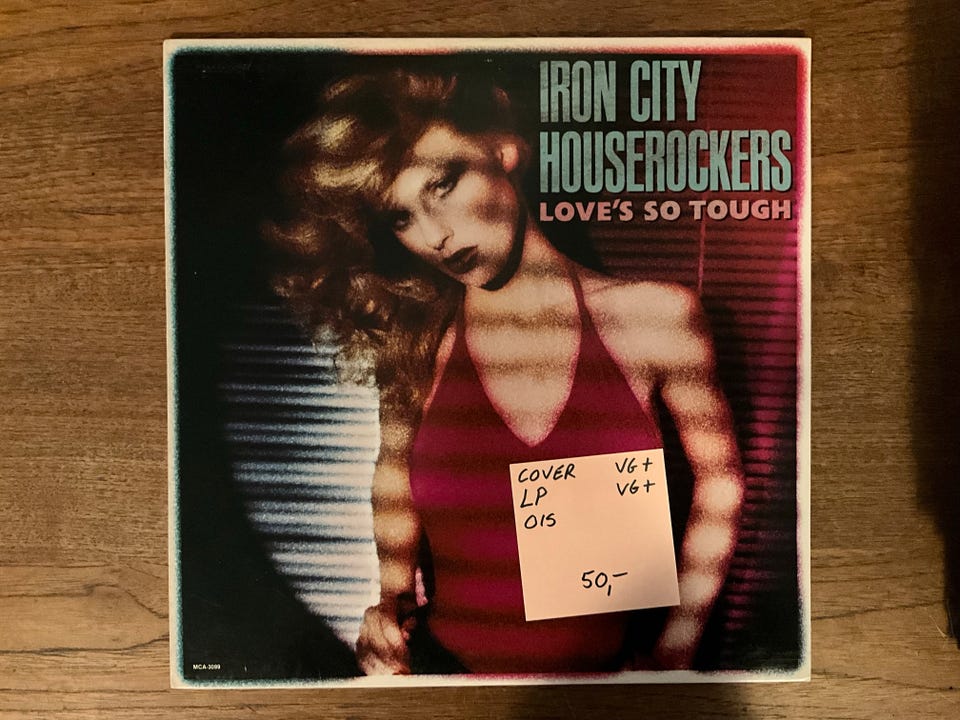 IRON CITY
HOUSEROCKERS
LOVE'S SO TOUGH
COVER VG+
LP VG+
OIS
50,-
MCA-3099